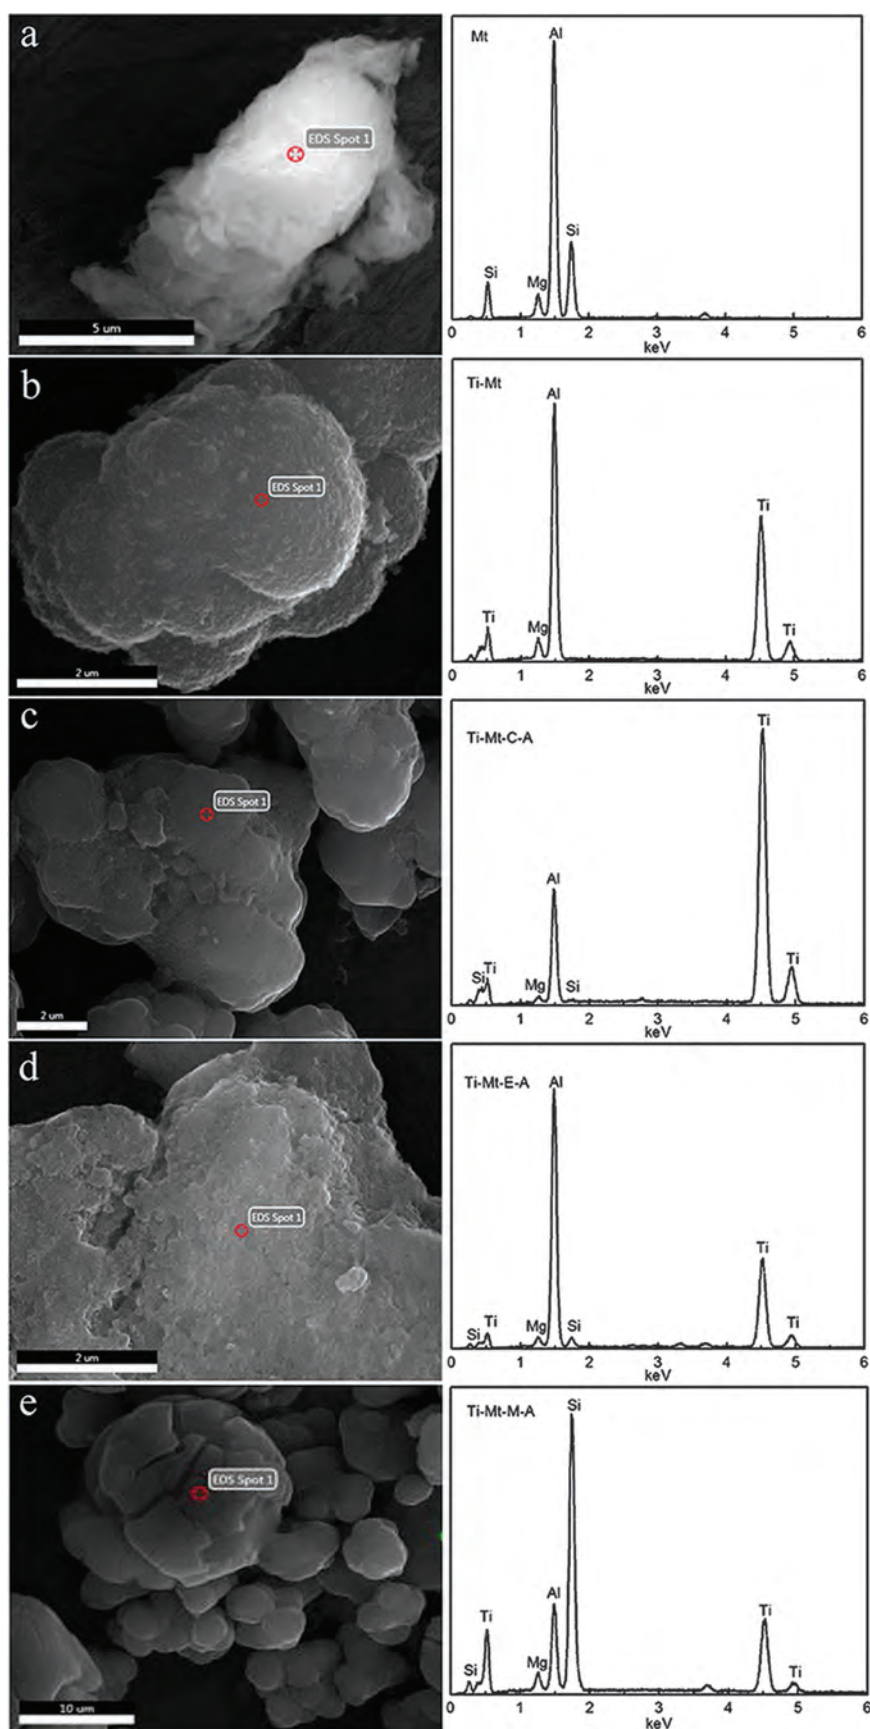 a
EDS Spot 1
5 um
Mt
Al
Si
Mg
Si
0 1 2 3 4 5 6
keV
b
EDS Spot 1
2 um
Ti-Mt
Al
Ti
Ti
Mg
Ti
0 1 2 3 4 5 6
keV
c
EDS Spot 1
2 um
Ti-Mt-C-A
Ti
Al
Si Ti
Mg
Si
Ti
0 1 2 3 4 5 6
keV
d
EDS Spot 1
2 um
Ti-Mt-E-A
Al
Ti
Si Ti
Mg
Si
Ti
0 1 2 3 4 5 6
keV
e
EDS Spot 1
10 um
Ti-Mt-M-A
Si
Ti
Al
Ti
Si
Mg
Ti
0 1 2 3 4 5 6
keV